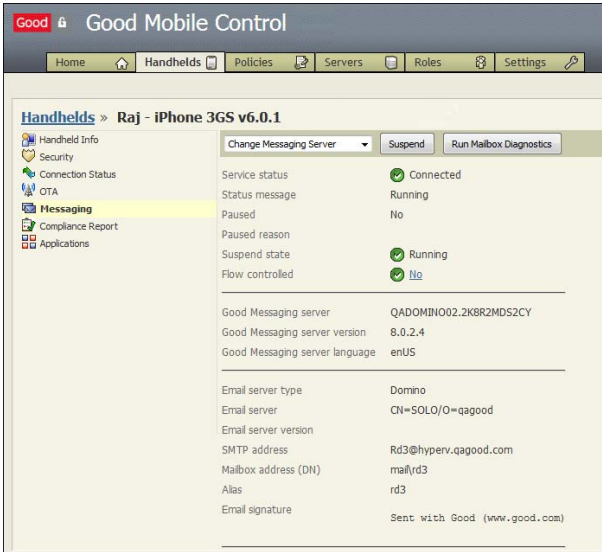 Good Good Mobile Control
Home Handhelds Policies Servers Roles Settings
Handhelds » Raj - iPhone 3GS v6.0.1
Handheld Info
Security
Connection Status
OTA
Messaging
Compliance Report
Applications
Change Messaging Server Suspend Run Mailbox Diagnostics
Service status Connected
Status message Running
Paused No
Paused reason
Suspend state Running
Flow controlled No
Good Messaging server QADOMINO02.2K8R2MDS2CY
Good Messaging server version 8.0.2.4
Good Messaging server language enUS
Email server type Domino
Email server CN=SOLO/O=qagood
Email server version
SMTP address Rd3@hyperv.qagood.com
Mailbox address (DN) mail\rd3
Alias rd3
Email signature Sent with Good (www.good.com)